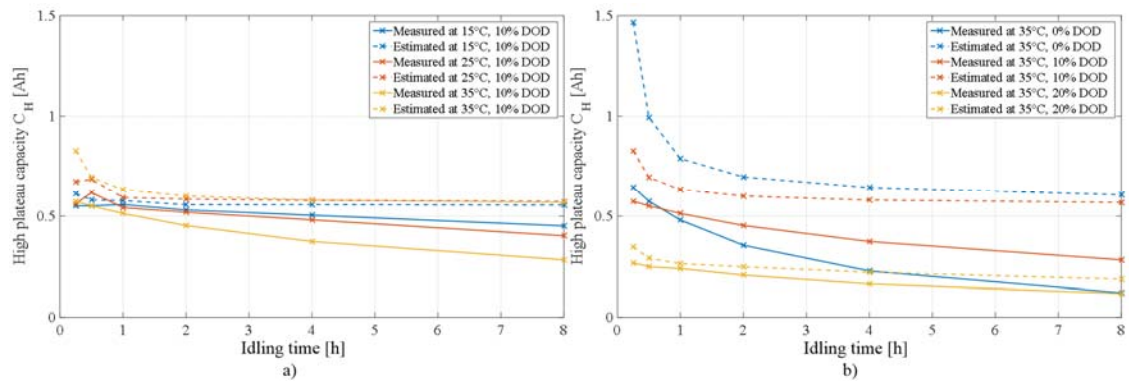 High plateau capacity C_H [Ah]
1.5
1
0.5
0
Measured at 15°C, 10% DOD
Estimated at 15°C, 10% DOD
Measured at 25°C, 10% DOD
Estimated at 25°C, 10% DOD
Measured at 35°C, 10% DOD
Estimated at 35°C, 10% DOD
0 1 2 3 4 5 6 7 8
Idling time [h]
a)
High plateau capacity C_H [Ah]
1.5
1
0.5
0
Measured at 35°C, 0% DOD
Estimated at 35°C, 0% DOD
Measured at 35°C, 10% DOD
Estimated at 35°C, 10% DOD
Measured at 35°C, 20% DOD
Estimated at 35°C, 20% DOD
0 1 2 3 4 5 6 7 8
Idling time [h]
b)